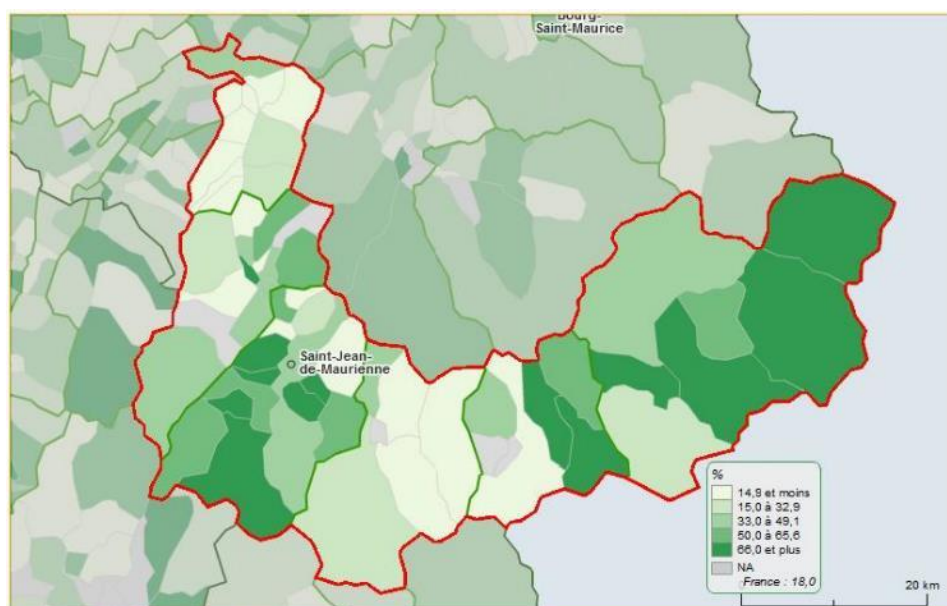 Bourg-
Saint-Maurice
Saint-Jean-
de-Maurienne
%
14,9 et moins
15,0 à 32,9
33,0 à 49,1
50,0 à 65,6
66,0 et plus
NA
France : 18,0
20 km